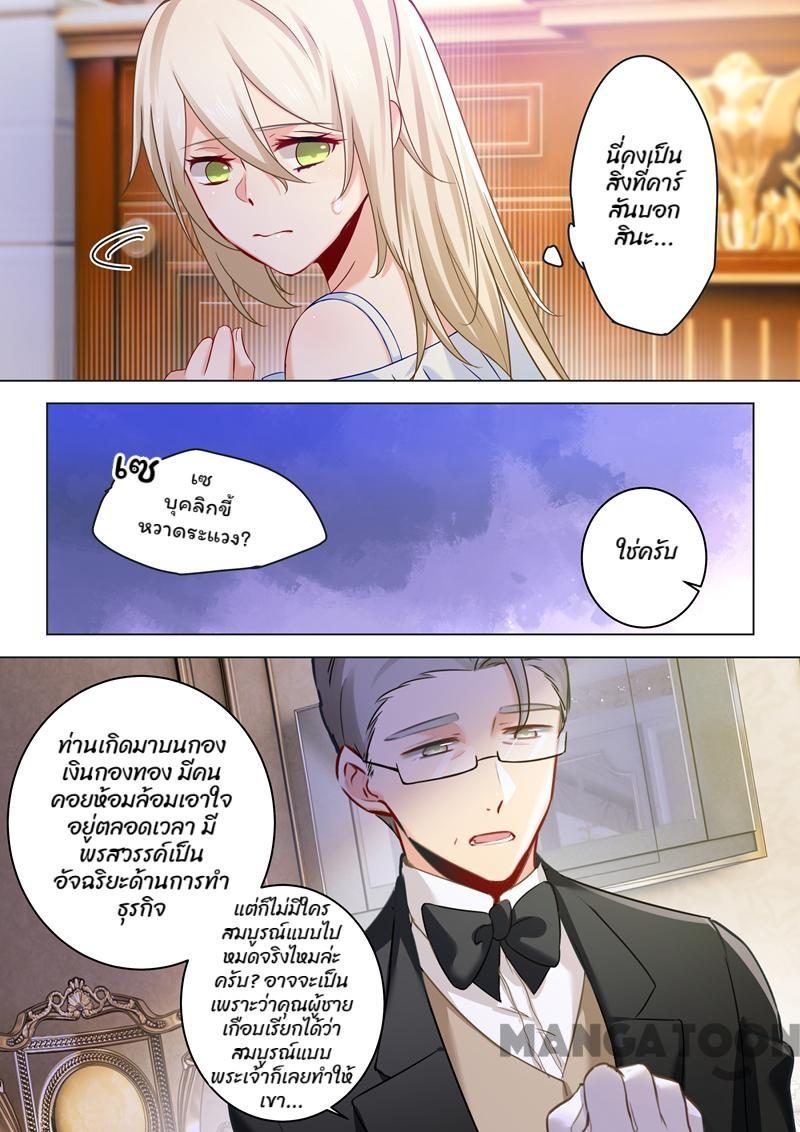 นี่คงเป็น
สิ่งที่คาร์
สันบอก
สินะ...
เซ
เซ
บุคลิกขี้
หวาดระแวง?
ใช่ครับ
ท่านเกิดมาบนกอง
เงินกองทอง มีคน
คอยห้อมล้อมเอาใจ
อยู่ตลอดเวลา มี
พรสวรรค์เป็น
อัจฉริยะด้านการทำ
ธุรกิจ
แต่ก็ไม่มีใคร
สมบูรณ์แบบไป
หมดจริงไหมล่ะ
ครับ? อาจจะเป็น
เพราะว่าคุณผู้ชาย
เกือบเรียกได้ว่า
สมบูรณ์แบบ
พระเจ้าก็เลยทำให้
เขา...
MANGATOON